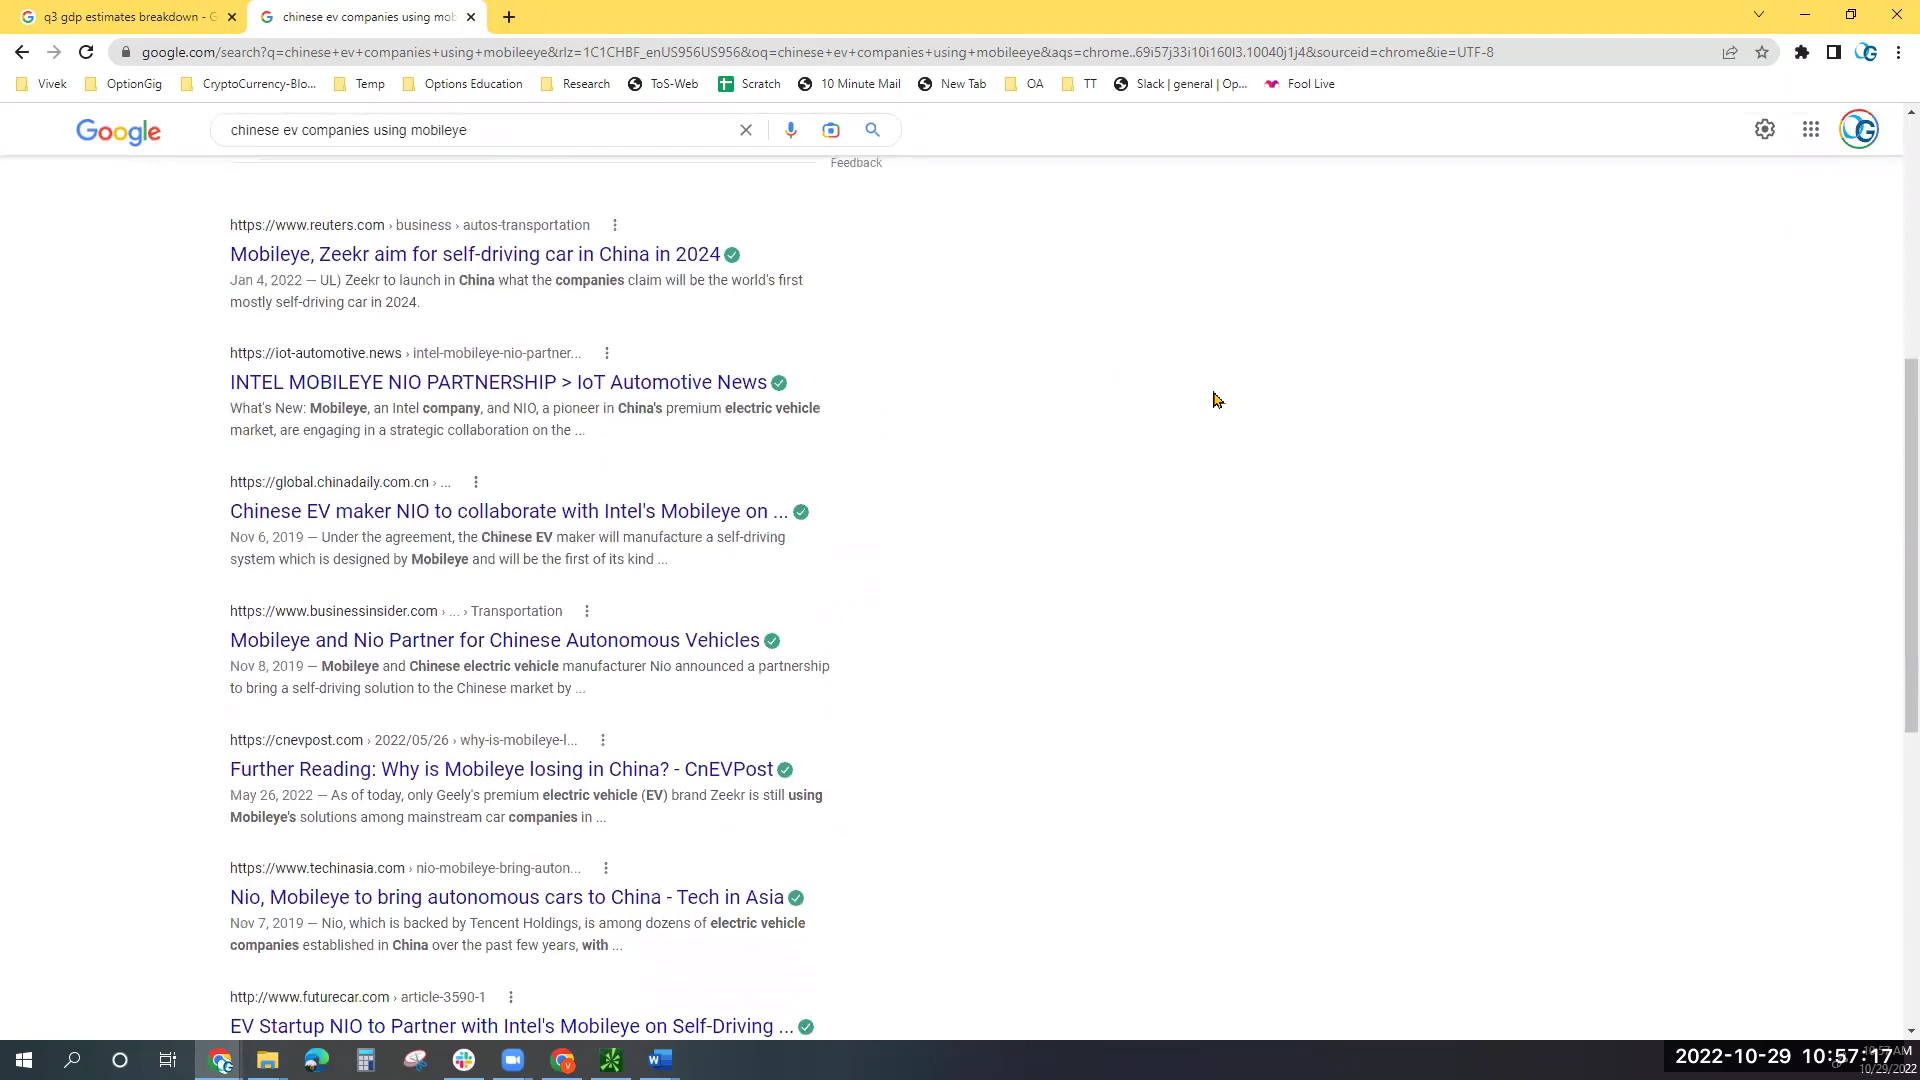 q3 gdp estimates breakdown - G
chinese ev companies using mob
google.com/search?q=chinese+ev+companies+using+mobileeye&rlz=1C1CHBF_enUS956US956&oq=chinese+ev+companies+using+mobileeye&aqs=chrome..69i57j33i10i160l3.10040j1j4&sourceid=chrome&ie=UTF-8
Vivek
OptionGig
CryptoCurrency-Blo...
Temp
Options Education
Research
ToS-Web
Scratch
10 Minute Mail
New Tab
OA
TT
Slack | general | Op...
Fool Live
Google
chinese ev companies using mobileye
Feedback
https://www.reuters.com › business › autos-transportation
Mobileye, Zeekr aim for self-driving car in China in 2024
Jan 4, 2022 — UL) Zeekr to launch in China what the companies claim will be the world's first
mostly self-driving car in 2024.
https://iot-automotive.news › intel-mobileye-nio-partner...
INTEL MOBILEYE NIO PARTNERSHIP > IoT Automotive News
What's New: Mobileye, an Intel company, and NIO, a pioneer in China's premium electric vehicle
market, are engaging in a strategic collaboration on the ...
https://global.chinadaily.com.cn › ...
Chinese EV maker NIO to collaborate with Intel's Mobileye on ...
Nov 6, 2019 — Under the agreement, the Chinese EV maker will manufacture a self-driving
system which is designed by Mobileye and will be the first of its kind ...
https://www.businessinsider.com › ... › Transportation
Mobileye and Nio Partner for Chinese Autonomous Vehicles
Nov 8, 2019 — Mobileye and Chinese electric vehicle manufacturer Nio announced a partnership
to bring a self-driving solution to the Chinese market by ...
https://cnevpost.com › 2022/05/26 › why-is-mobileye-l...
Further Reading: Why is Mobileye losing in China? - CnEVPost
May 26, 2022 — As of today, only Geely's premium electric vehicle (EV) brand Zeekr is still using
Mobileye's solutions among mainstream car companies in ...
https://www.techinasia.com › nio-mobileye-bring-auton...
Nio, Mobileye to bring autonomous cars to China - Tech in Asia
Nov 7, 2019 — Nio, which is backed by Tencent Holdings, is among dozens of electric vehicle
companies established in China over the past few years, with ...
http://www.futurecar.com › article-3590-1
EV Startup NIO to Partner with Intel's Mobileye on Self-Driving ...
2022-10-29 10:57:17
10/29/2022